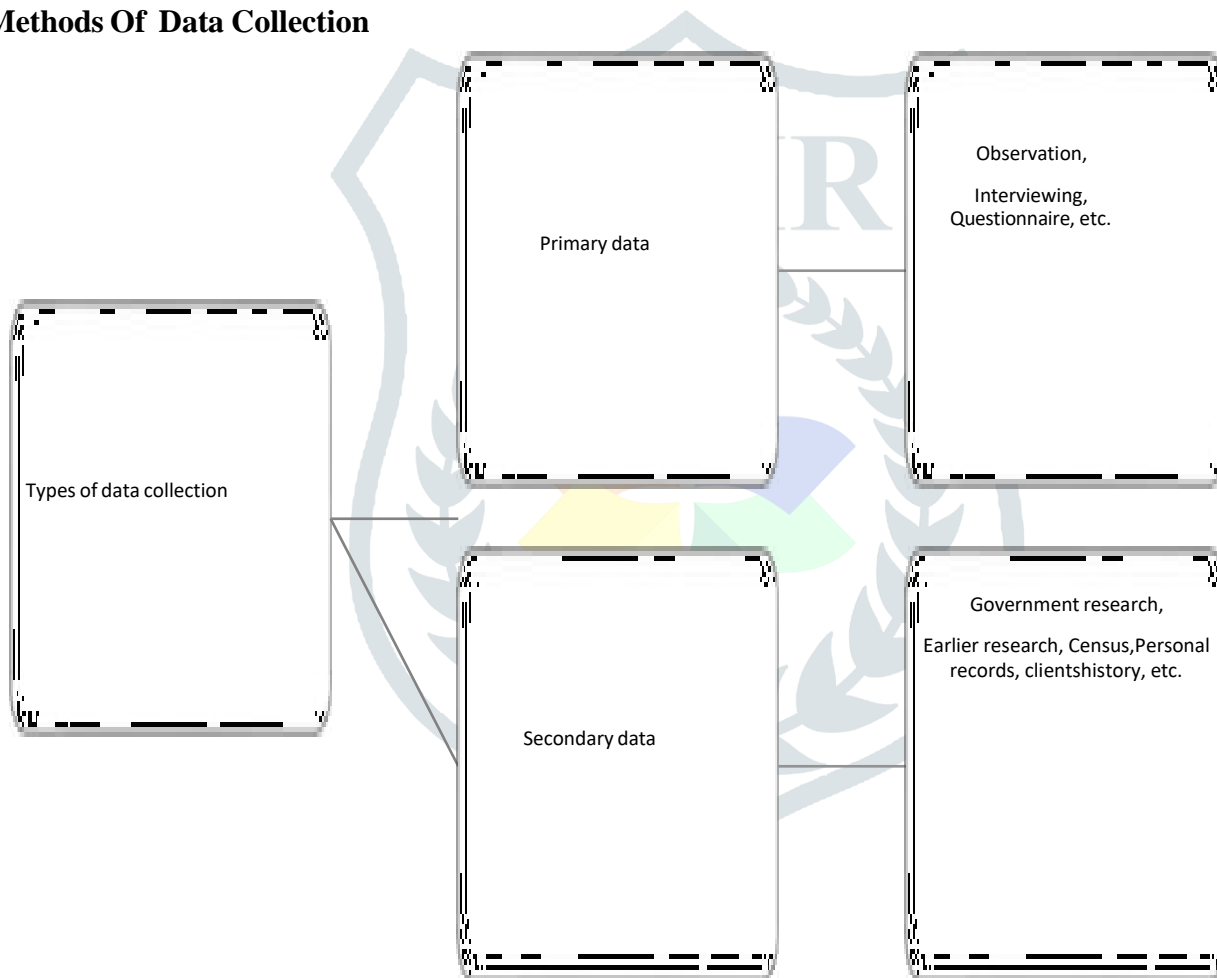 Methods Of Data Collection
Primary data
Observation,
Interviewing,
Questionnaire, etc.
Types of data collection
Secondary data
Government research,
Earlier research, Census,Personal
records, clientshistory, etc.